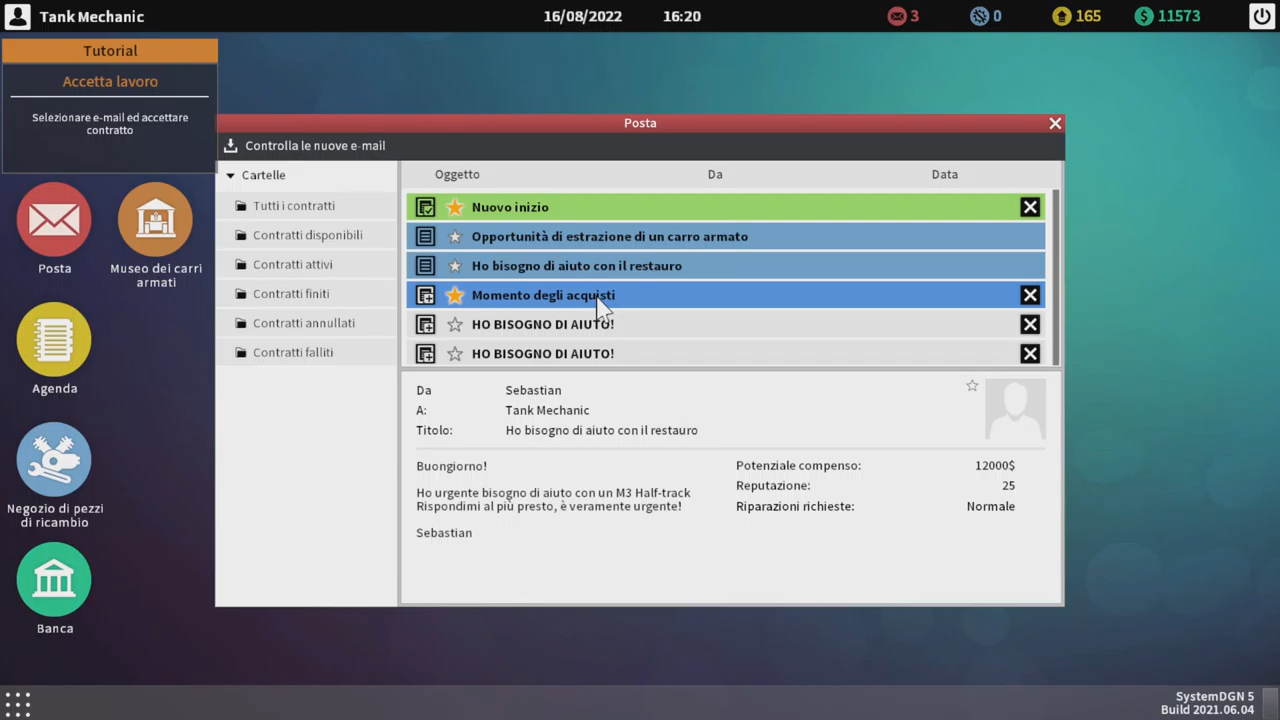 Tank Mechanic
16/08/2022
16:20
3
0
165
11573
Tutorial
Accetta lavoro
Selezionare e-mail ed accettare
contratto
Posta
Museo dei carri
armati
Agenda
Negozio di pezzi
di ricambio
Banca
Posta
Controlla le nuove e-mail
Cartelle
Tutti i contratti
Contratti disponibili
Contratti attivi
Contratti finiti
Contratti annullati
Contratti falliti
Oggetto Da Data
Nuovo inizio
Opportunità di estrazione di un carro armato
Ho bisogno di aiuto con il restauro
Momento degli acquisti
HO BISOGNO DI AIUTO!
HO BISOGNO DI AIUTO!
Da Sebastian
A: Tank Mechanic
Titolo: Ho bisogno di aiuto con il restauro
Buongiorno!
Ho urgente bisogno di aiuto con un M3 Half-track
Rispondimi al più presto, è veramente urgente!
Sebastian
Potenziale compenso: 12000$
Reputazione: 25
Riparazioni richieste: Normale
SystemDGN 5
Build 2021.06.04